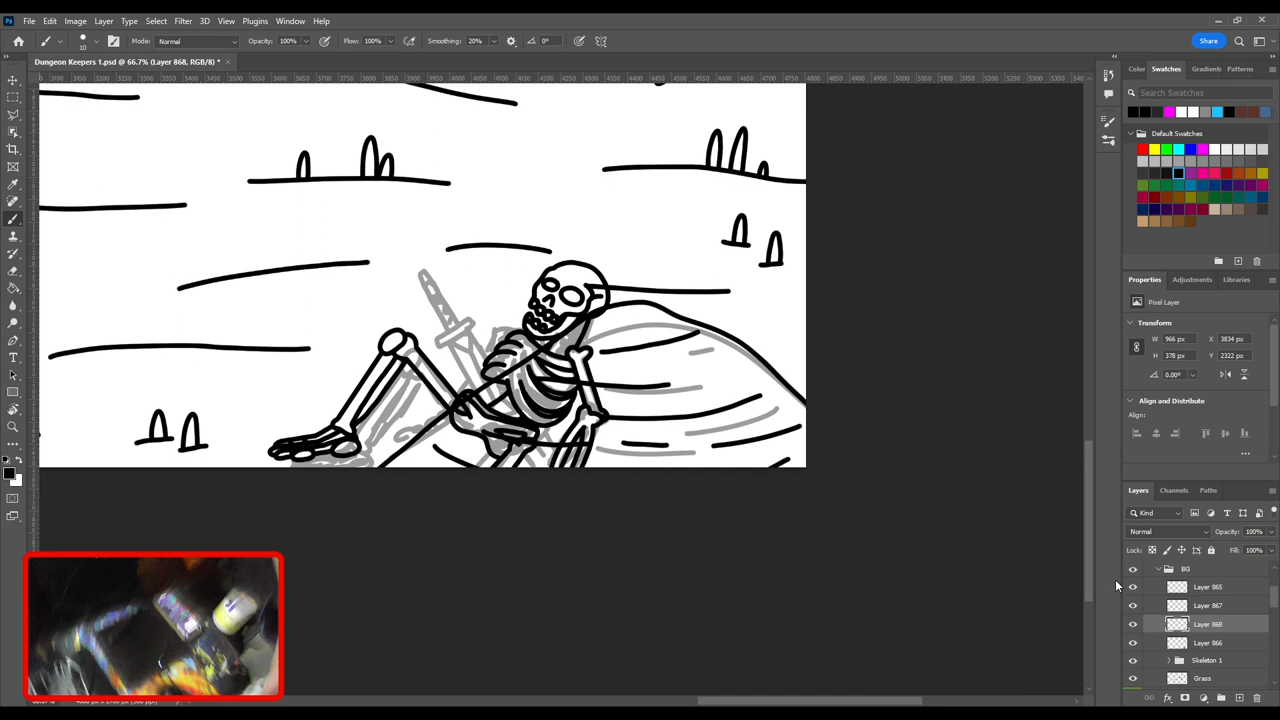 File Edit Image Layer Type Select Filter 3D View Plugins Window Help
10 Mode: Normal Opacity: 100% Flow: 100% Smoothing: 20% 0° Share
Dungeon Keepers 1.psd @ 66.7% (Layer 868, RGB/8) *
Color Swatches Gradients Patterns
Search Swatches
Default Swatches
Properties Adjustments Libraries
Pixel Layer
Transform
W 966 px X 3834 px
H 378 px Y 2322 px
0.00°
Align and Distribute
Align:
Layers Channels Paths
Kind
Normal Opacity: 100%
Lock: Fill: 100%
BG
Layer 865
Layer 867
Layer 868
Layer 866
Skeleton 1
Grass